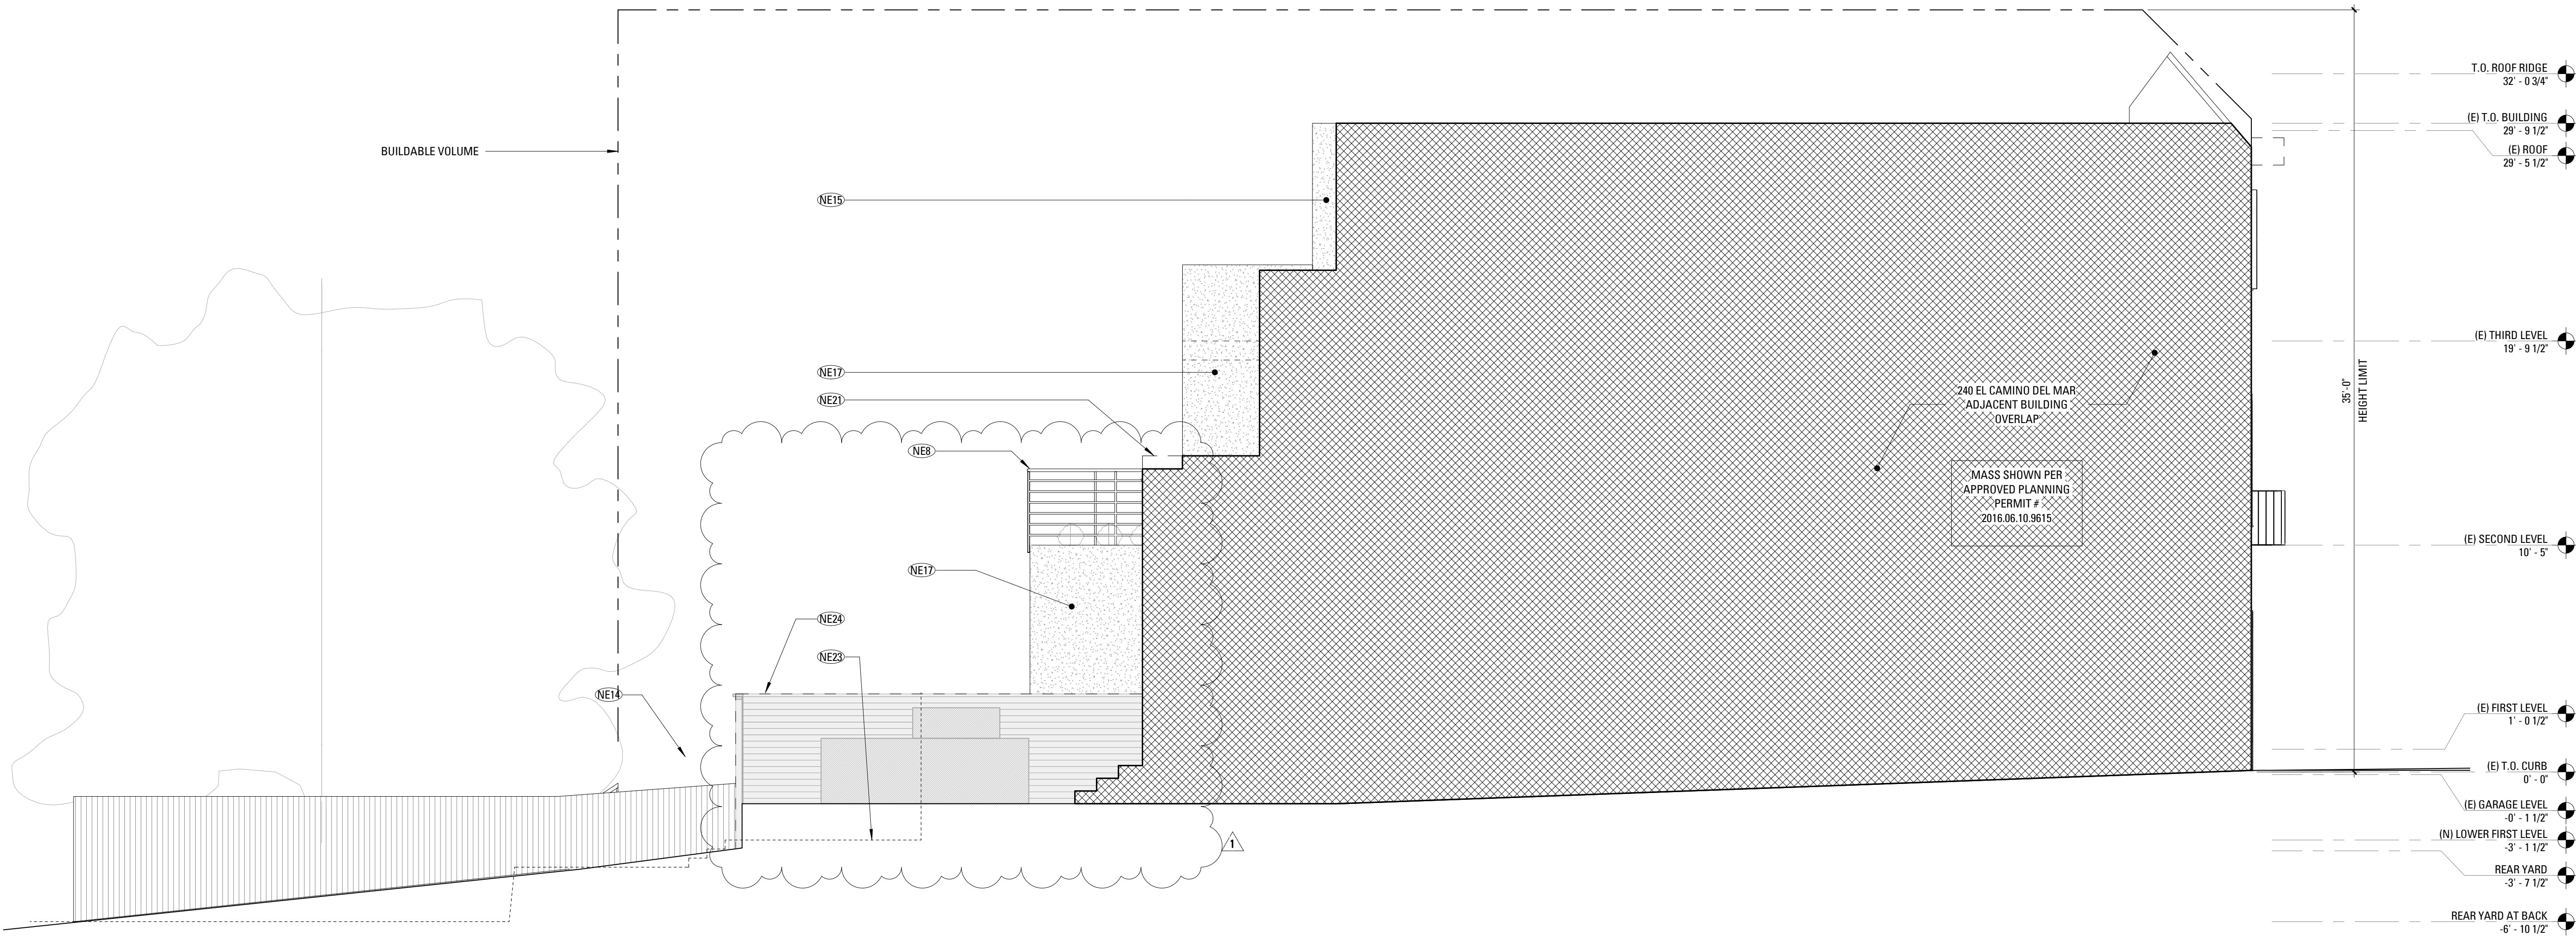 BUILDABLE VOLUME
NE15
NE17
NE21
NE8
NE17
NE24
NE23
NE14
1
240 EL CAMINO DEL MAR
ADJACENT BUILDING
OVERLAP
MASS SHOWN PER
APPROVED PLANNING
PERMIT #
2016.06.10.9615
35'-0"
HEIGHT LIMIT
T.O. ROOF RIDGE
32' - 0 3/4"
(E) T.O. BUILDING
29' - 9 1/2"
(E) ROOF
29' - 5 1/2"
(E) THIRD LEVEL
19' - 9 1/2"
(E) SECOND LEVEL
10' - 5"
(E) FIRST LEVEL
1' - 0 1/2"
(E) T.O. CURB
0' - 0"
(E) GARAGE LEVEL
-0' - 1 1/2"
(N) LOWER FIRST LEVEL
-3' - 1 1/2"
REAR YARD
-3' - 7 1/2"
REAR YARD AT BACK
-6' - 10 1/2"